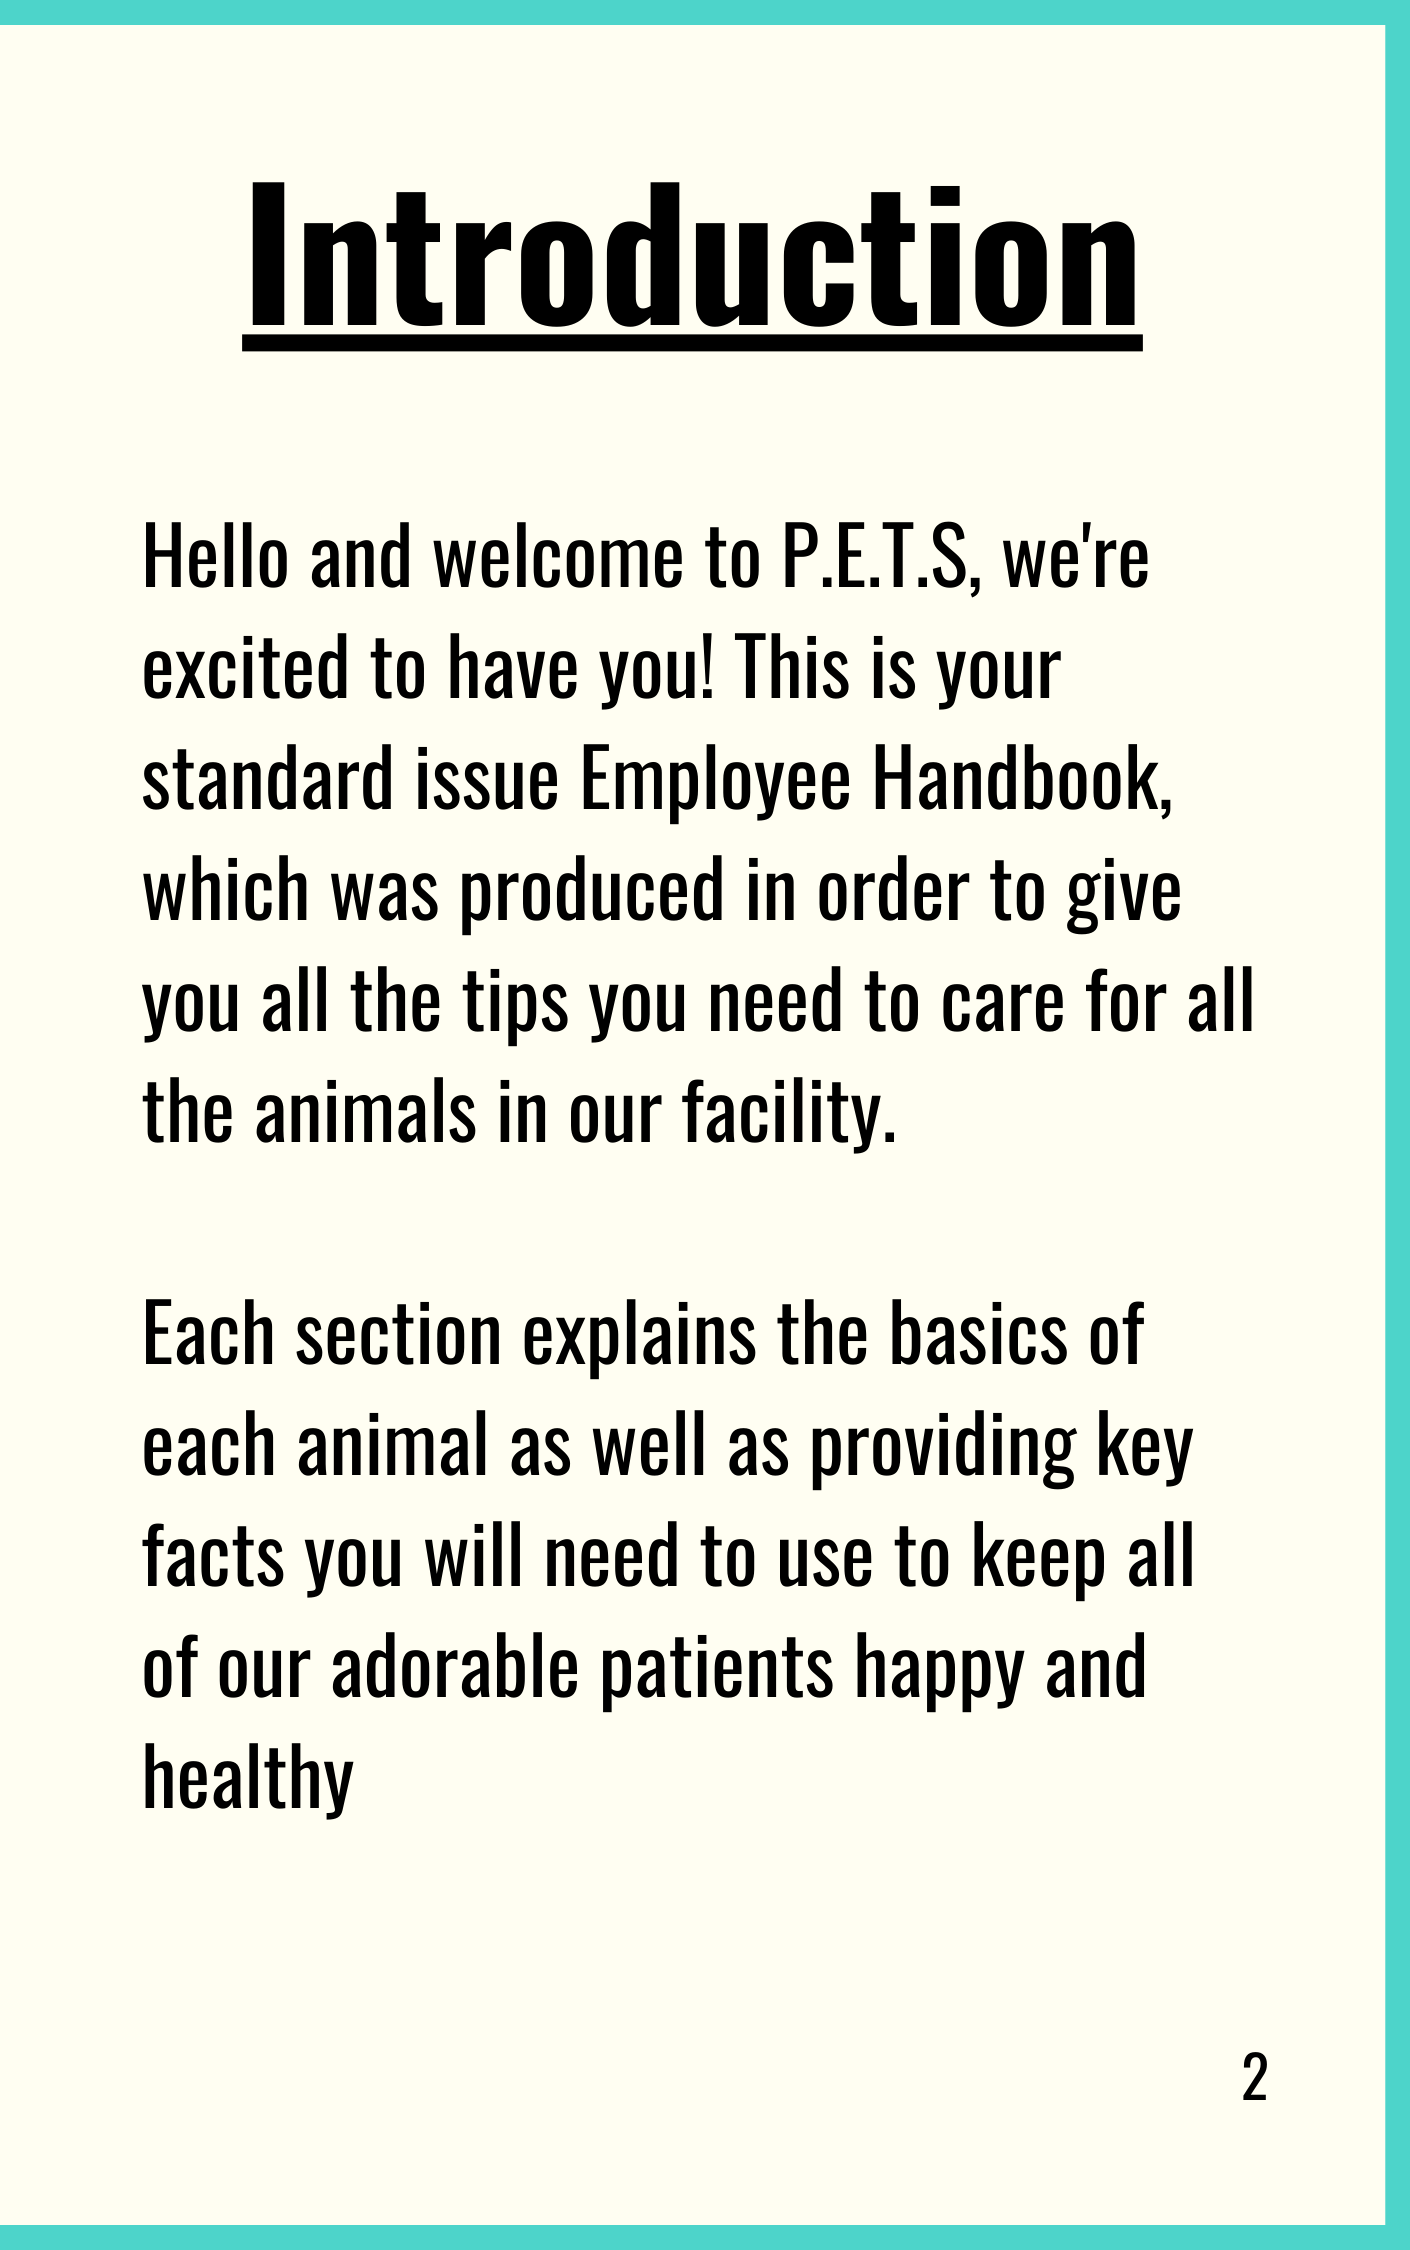 Introduction
Hello and welcome to P.E.T.S, we're
excited to have you! This is your
standard issue Employee Handbook,
which was produced in order to give
you all the tips you need to care for all
the animals in our facility.
Each section explains the basics of
each animal as well as providing key
facts you will need to use to keep all
of our adorable patients happy and
healthy
2